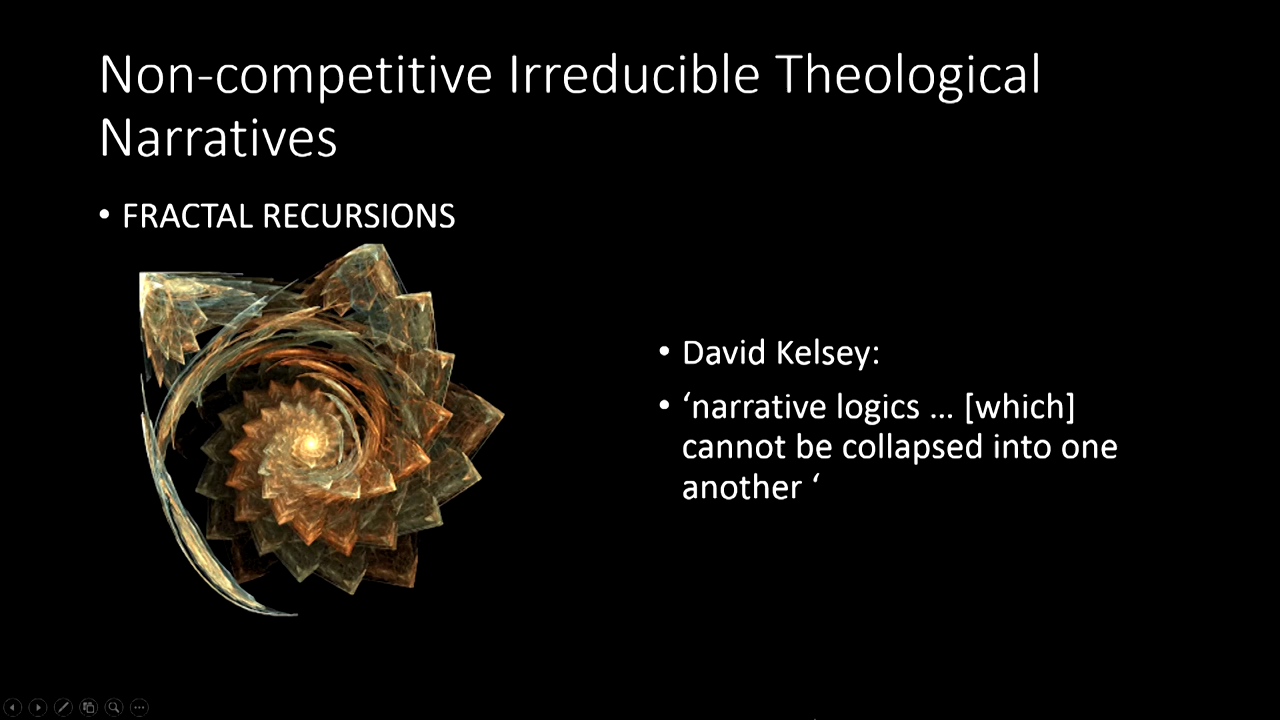 Non-competitive Irreducible Theological
Narratives
• FRACTAL RECURSIONS
• David Kelsey:
• ‘narrative logics … [which]
cannot be collapsed into one
another ‘